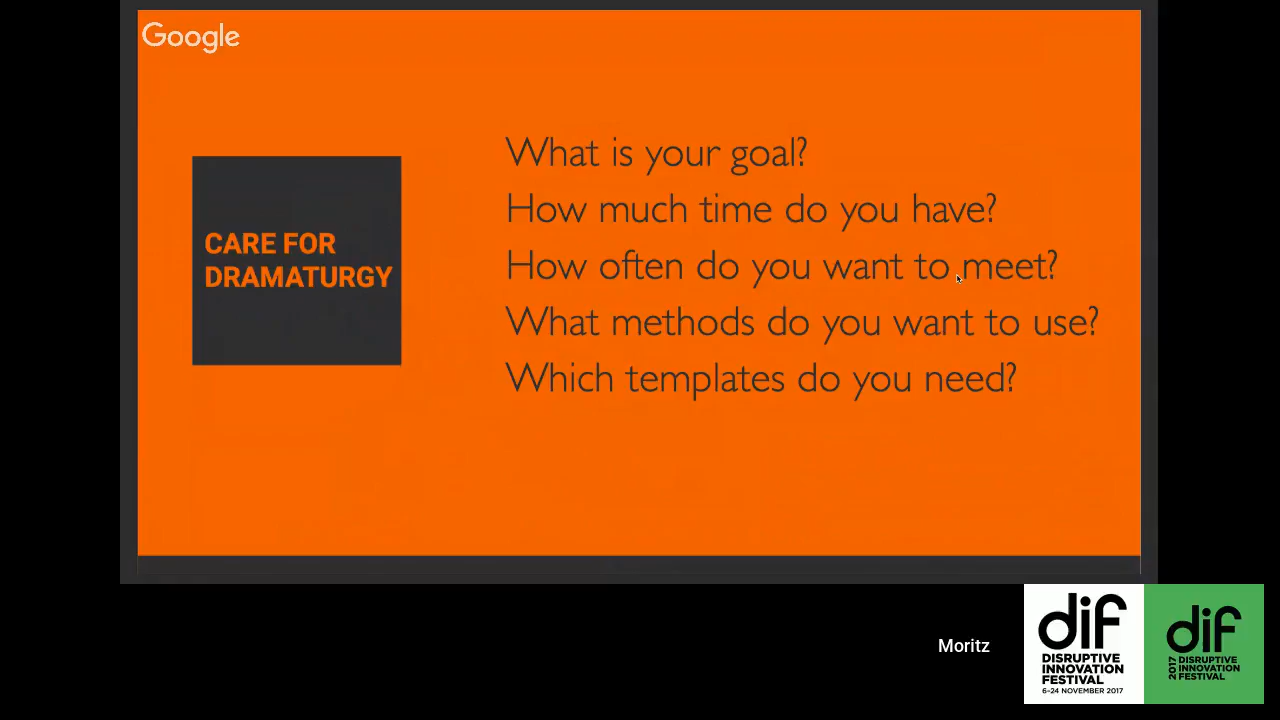 Google
CARE FOR
DRAMATURGY
What is your goal?
How much time do you have?
How often do you want to meet?
What methods do you want to use?
Which templates do you need?
Moritz
dif
DISRUPTIVE
INNOVATION
FESTIVAL
6–24 NOVEMBER 2017
dif
2017
DISRUPTIVE
INNOVATION
FESTIVAL